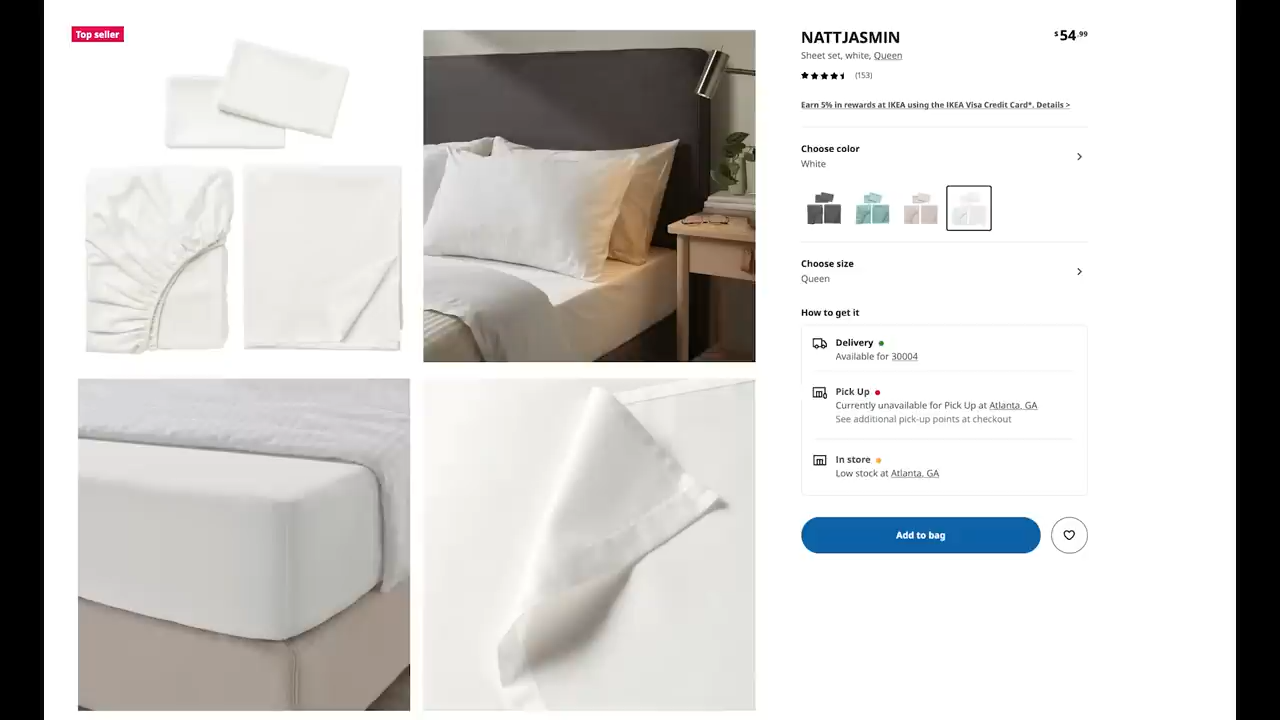 Top seller
NATTJASMIN
$54.99
Sheet set, white, Queen
(153)
Earn 5% in rewards at IKEA using the IKEA Visa Credit Card*. Details >
Choose color
White
Choose size
Queen
How to get it
Delivery
Available for 30004
Pick Up
Currently unavailable for Pick Up at Atlanta, GA
See additional pick-up points at checkout
In store
Low stock at Atlanta, GA
Add to bag